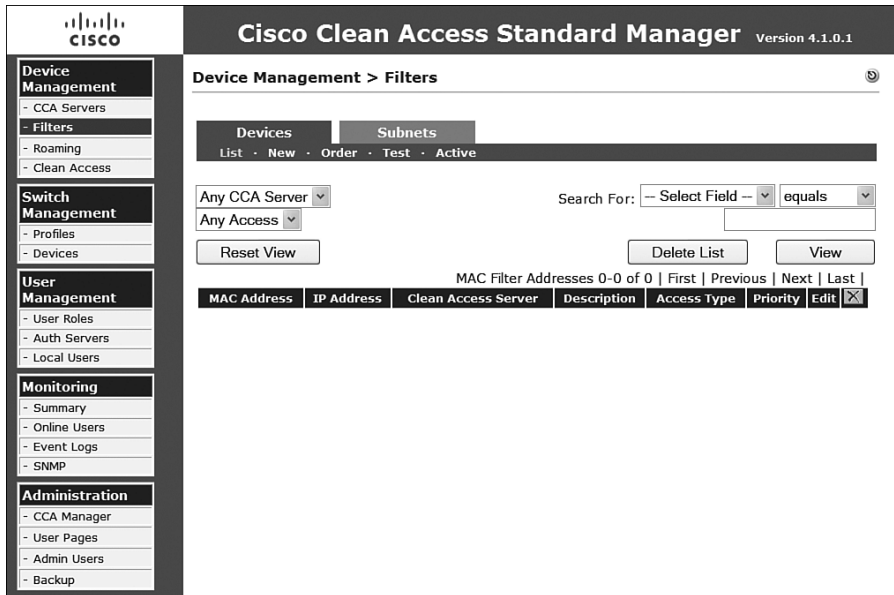 CISCO
Cisco Clean Access Standard Manager Version 4.1.0.1
Device
Management
- CCA Servers
- Filters
- Roaming
- Clean Access
Switch
Management
- Profiles
- Devices
User
Management
- User Roles
- Auth Servers
- Local Users
Monitoring
- Summary
- Online Users
- Event Logs
- SNMP
Administration
- CCA Manager
- User Pages
- Admin Users
- Backup
Device Management > Filters
Devices Subnets
List · New · Order · Test · Active
Any CCA Server Search For: -- Select Field -- equals
Any Access
Reset View Delete List View
MAC Filter Addresses 0-0 of 0 | First | Previous | Next | Last |
MAC Address IP Address Clean Access Server Description Access Type Priority Edit